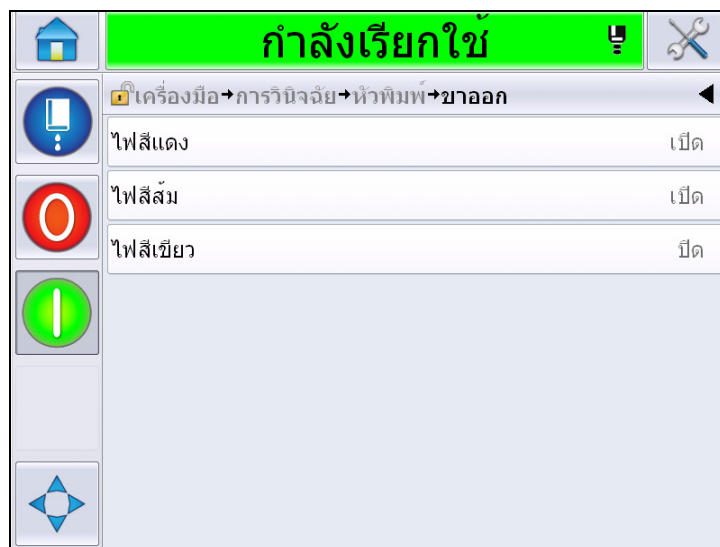 กำลังเรียกใช้
เครื่องมือ→การวินิจฉัย→หัวพิมพ์→ขาออก
ไฟสีแดง เปิด
ไฟสีส้ม เปิด
ไฟสีเขียว ปิด